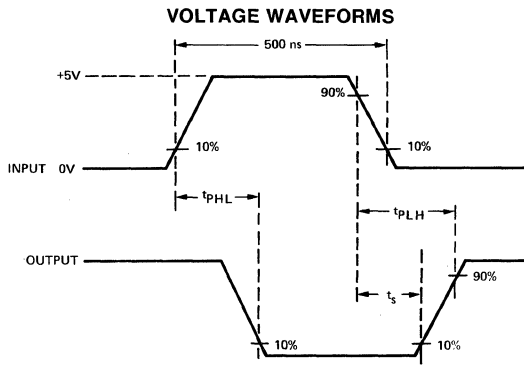 VOLTAGE WAVEFORMS
500 ns
+5V
90%
10%
10%
INPUT 0V
tPHL
tPLH
OUTPUT
90%
ts
10%
10%